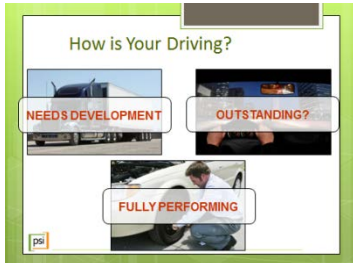 How is Your Driving?
NEEDS DEVELOPMENT
OUTSTANDING?
FULLY PERFORMING
psi